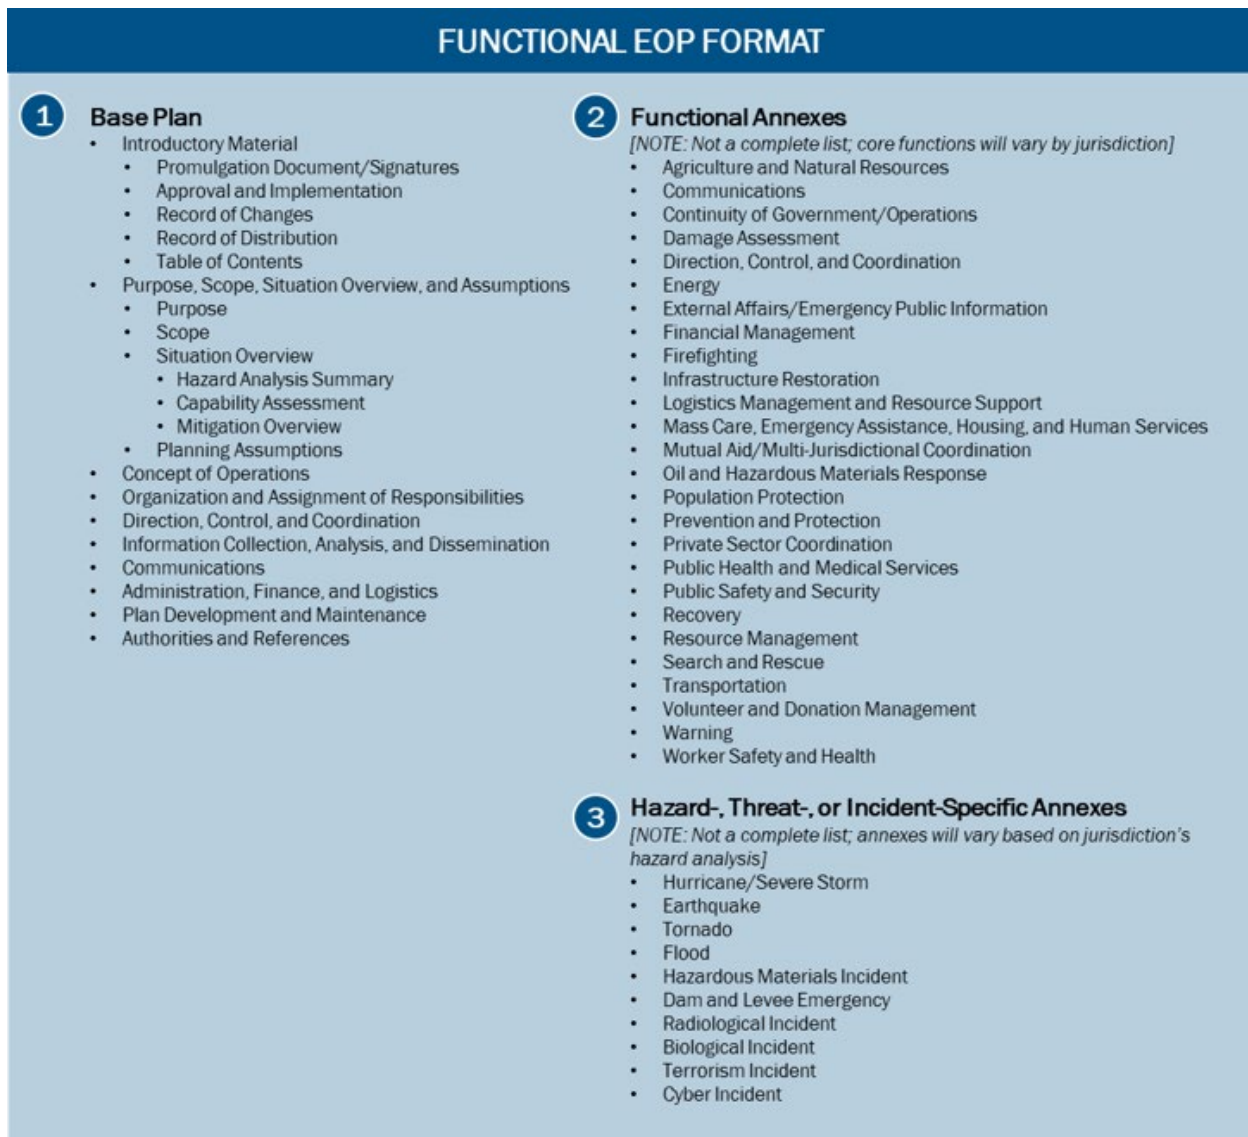 FUNCTIONAL EOP FORMAT
1 Base Plan
• Introductory Material
• Promulgation Document/Signatures
• Approval and Implementation
• Record of Changes
• Record of Distribution
• Table of Contents
• Purpose, Scope, Situation Overview, and Assumptions
• Purpose
• Scope
• Situation Overview
• Hazard Analysis Summary
• Capability Assessment
• Mitigation Overview
• Planning Assumptions
• Concept of Operations
• Organization and Assignment of Responsibilities
• Direction, Control, and Coordination
• Information Collection, Analysis, and Dissemination
• Communications
• Administration, Finance, and Logistics
• Plan Development and Maintenance
• Authorities and References
2 Functional Annexes
[NOTE: Not a complete list; core functions will vary by jurisdiction]
• Agriculture and Natural Resources
• Communications
• Continuity of Government/Operations
• Damage Assessment
• Direction, Control, and Coordination
• Energy
• External Affairs/Emergency Public Information
• Financial Management
• Firefighting
• Infrastructure Restoration
• Logistics Management and Resource Support
• Mass Care, Emergency Assistance, Housing, and Human Services
• Mutual Aid/Multi-Jurisdictional Coordination
• Oil and Hazardous Materials Response
• Population Protection
• Prevention and Protection
• Private Sector Coordination
• Public Health and Medical Services
• Public Safety and Security
• Recovery
• Resource Management
• Search and Rescue
• Transportation
• Volunteer and Donation Management
• Warning
• Worker Safety and Health
3 Hazard-, Threat-, or Incident-Specific Annexes
[NOTE: Not a complete list; annexes will vary based on jurisdiction's
hazard analysis]
• Hurricane/Severe Storm
• Earthquake
• Tornado
• Flood
• Hazardous Materials Incident
• Dam and Levee Emergency
• Radiological Incident
• Biological Incident
• Terrorism Incident
• Cyber Incident